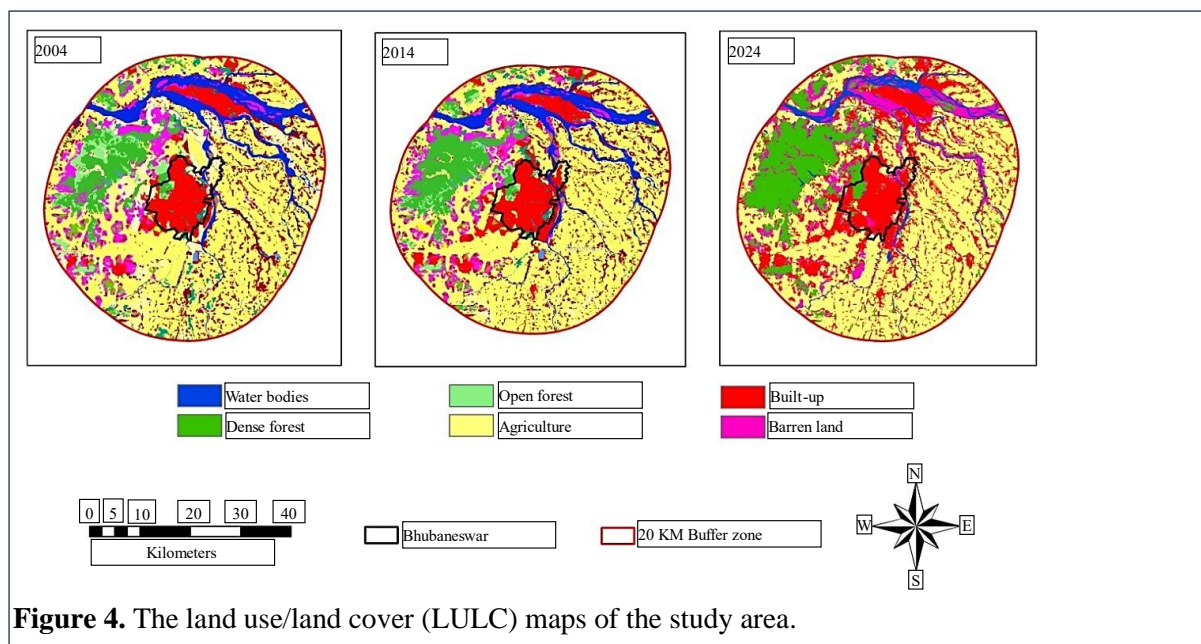 2004
2014
2024
Water bodies
Open forest
Built-up
Dense forest
Agriculture
Barren land
0 5 10 20 30 40
Kilometers
Bhubaneswar
20 KM Buffer zone
N
W E
S
Figure 4. The land use/land cover (LULC) maps of the study area.